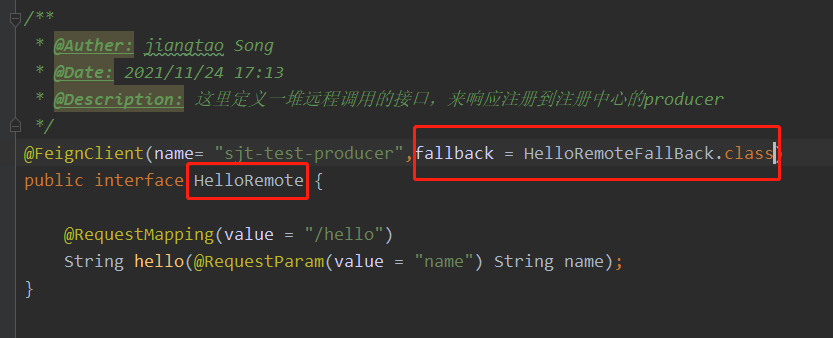 /**
* @Auther: jiangtao Song
* @Date: 2021/11/24 17:13
* @Description: 这里定义一堆远程调用的接口，来响应注册到注册中心的producer
*/
@FeignClient(name= "sjt-test-producer",fallback = HelloRemoteFallBack.class)
public interface HelloRemote {
@RequestMapping(value = "/hello")
String hello(@RequestParam(value = "name") String name);
}